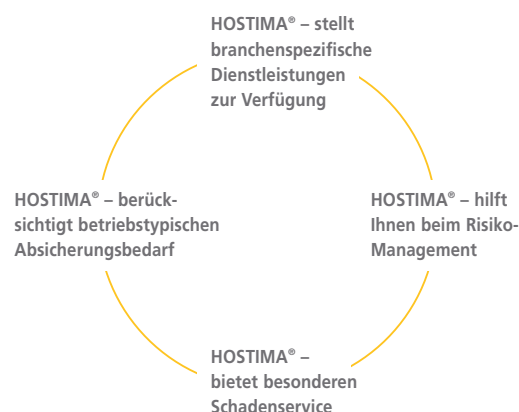 HOSTIMA® – stellt
branchenspezifische
Dienstleistungen
zur Verfügung
HOSTIMA® – berück-
sichtigt betriebstypischen
Absicherungsbedarf
HOSTIMA® – hilft
Ihnen beim Risiko-
Management
HOSTIMA® –
bietet besonderen
Schadenservice